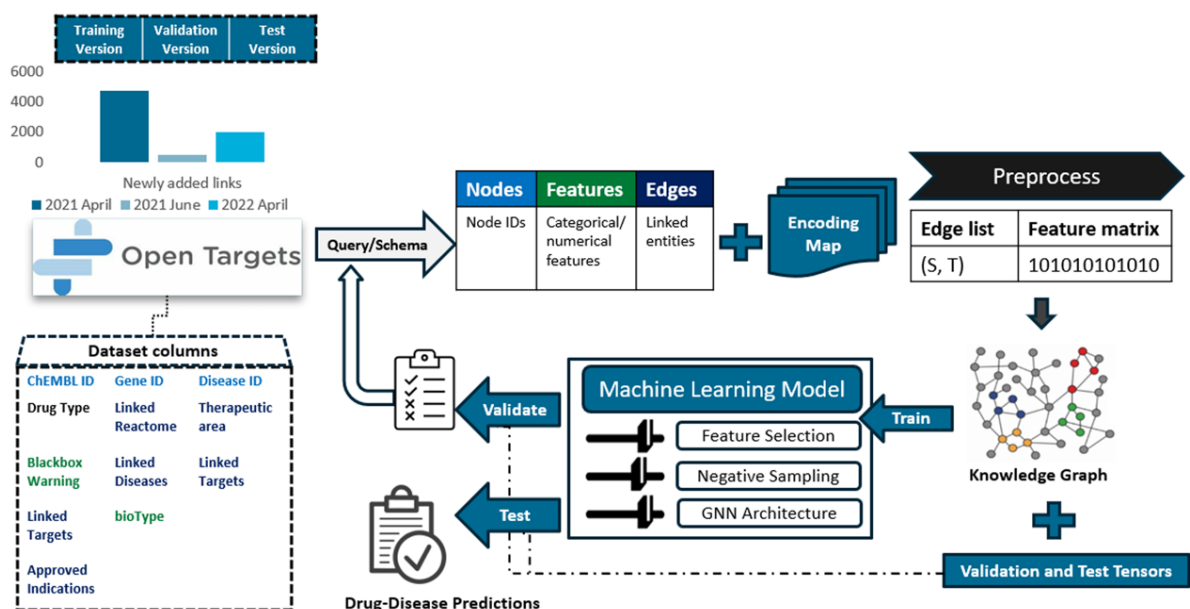 Training Version
Validation Version
Test Version
6000
4000
2000
0
Newly added links
2021 April
2021 June
2022 April
Open Targets
Dataset columns
ChEMBL ID
Gene ID
Disease ID
Drug Type
Linked Reactome
Therapeutic area
Blackbox Warning
Linked Diseases
Linked Targets
Linked Targets
bioType
Approved Indications
Query/Schema
Nodes
Features
Edges
Node IDs
Categorical/ numerical features
Linked entities
Encoding Map
Preprocess
Edge list
Feature matrix
(S, T)
101010101010
Knowledge Graph
Validation and Test Tensors
Train
Machine Learning Model
Feature Selection
Negative Sampling
GNN Architecture
Validate
Test
Drug-Disease Predictions